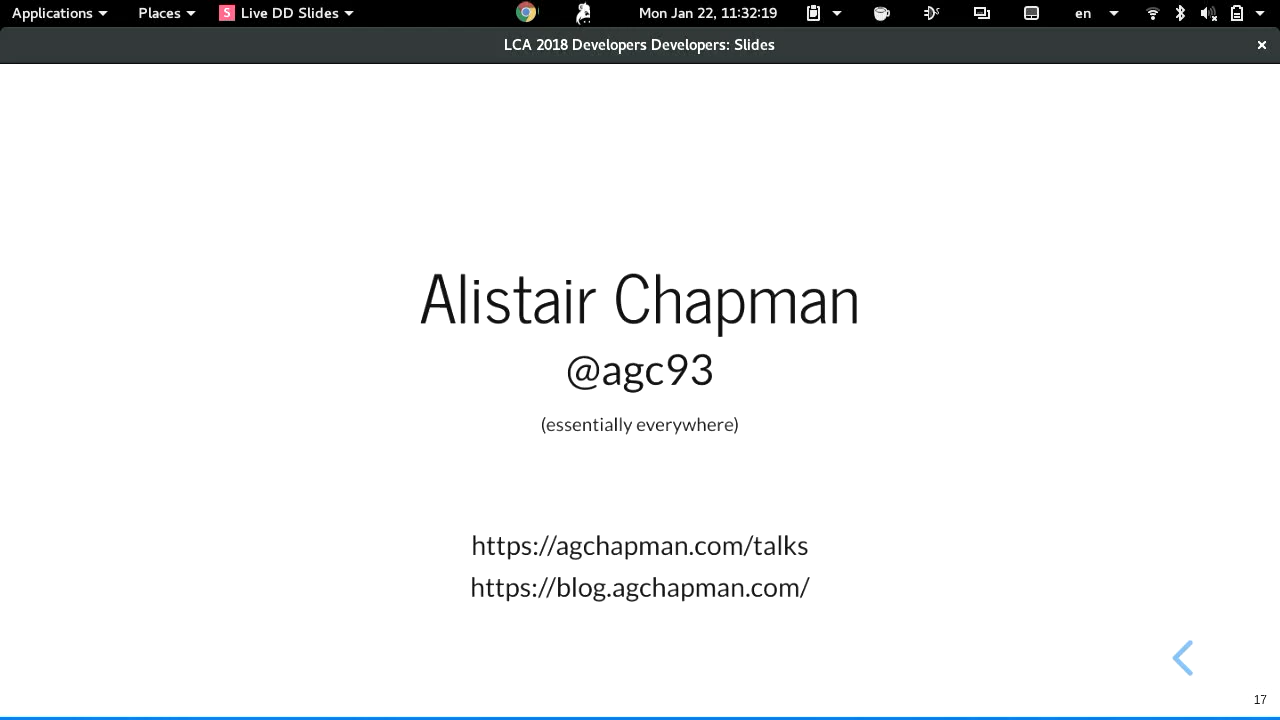 Applications Places S Live DD Slides Mon Jan 22, 11:32:19 en
LCA 2018 Developers Developers: Slides
Alistair Chapman
@agc93
(essentially everywhere)
https://agchapman.com/talks
https://blog.agchapman.com/
17